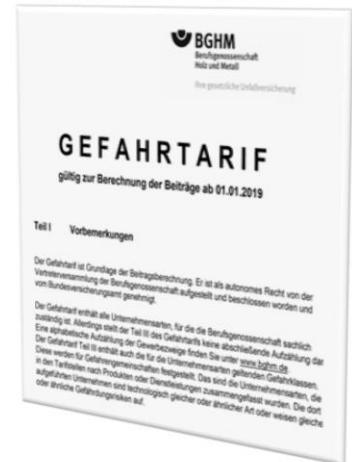 BGHM
Berufsgenossenschaft
Holz und Metall
Ihre gesetzliche Unfallversicherung
GEFAHRTARIF
gültig zur Berechnung der Beiträge ab 01.01.2019
Teil I Vorbemerkungen
Der Gefahrtarif ist Grundlage der Beitragsberechnung. Er ist als autonomes Recht von der
Vertreterversammlung der Berufsgenossenschaft aufgestellt und beschlossen worden und
vom Bundesversicherungsamt genehmigt.
Der Gefahrtarif enthält alle Unternehmensarten, für die die Berufsgenossenschaft sachlich
zuständig ist. Allerdings stellt der Teil III des Gefahrtarifs keine abschließende Aufzählung dar.
Eine alphabetische Aufzählung der Gewerbezweige finden Sie unter www.bghm.de.
Der Gefahrtarif Teil III enthält auch die für die Unternehmensarten geltenden Gefahrklassen.
Diese werden für Gefahrengemeinschaften festgestellt. Das sind die Unternehmensarten, die
in den Tarifstellen nach Produkten oder Dienstleistungen zusammengefasst wurden. Die dort
aufgeführten Unternehmen sind technologisch gleicher oder ähnlicher Art oder weisen gleiche
oder ähnliche Gefährdungsrisiken auf.